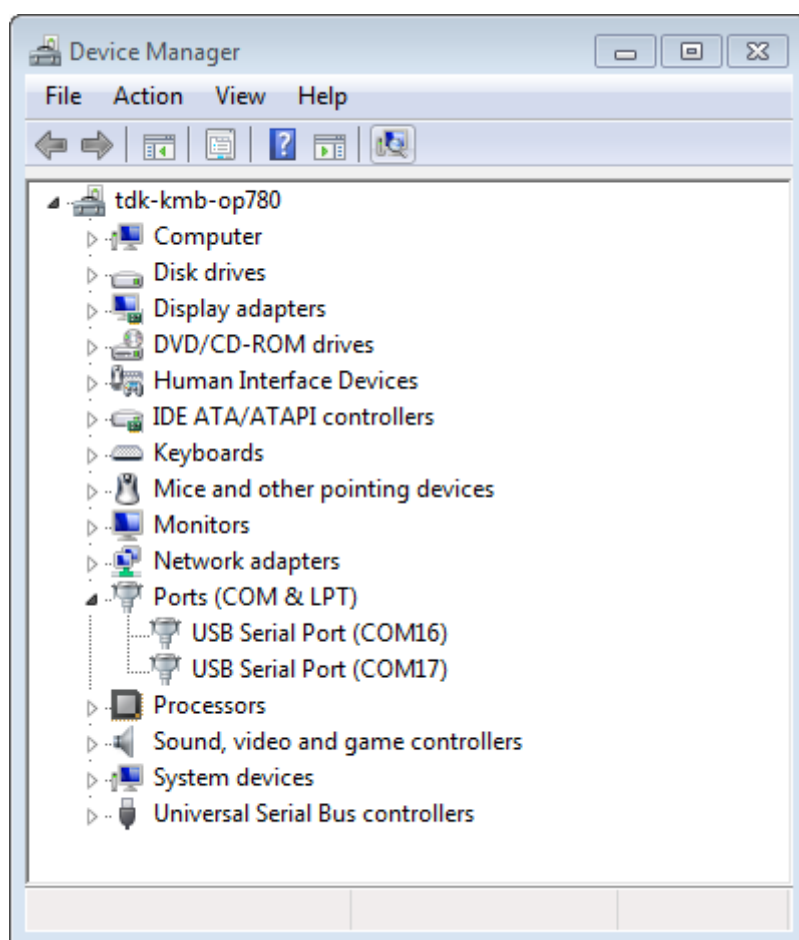 Device Manager
File Action View Help
tdk-kmb-op780
Computer
Disk drives
Display adapters
DVD/CD-ROM drives
Human Interface Devices
IDE ATA/ATAPI controllers
Keyboards
Mice and other pointing devices
Monitors
Network adapters
Ports (COM & LPT)
USB Serial Port (COM16)
USB Serial Port (COM17)
Processors
Sound, video and game controllers
System devices
Universal Serial Bus controllers